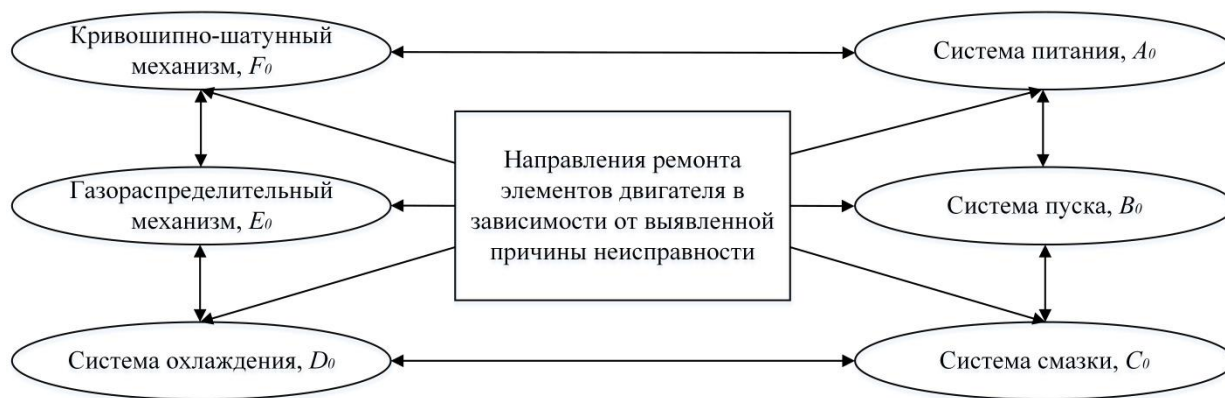 Кривошипно-шатунный
механизм, F₀
Система питания, A₀
Направления ремонта
элементов двигателя в
зависимости от выявленной
причины неисправности
Газораспределительный
механизм, E₀
Система пуска, B₀
Система охлаждения, D₀
Система смазки, C₀